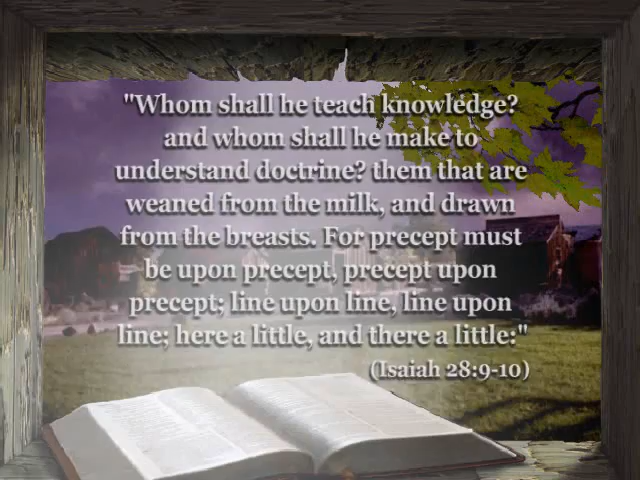 "Whom shall he teach knowledge?
and whom shall he make to
understand doctrine? them that are
weaned from the milk, and drawn
from the breasts. For precept must
be upon precept, precept upon
precept; line upon line, line upon
line; here a little, and there a little:"
(Isaiah 28:9-10)